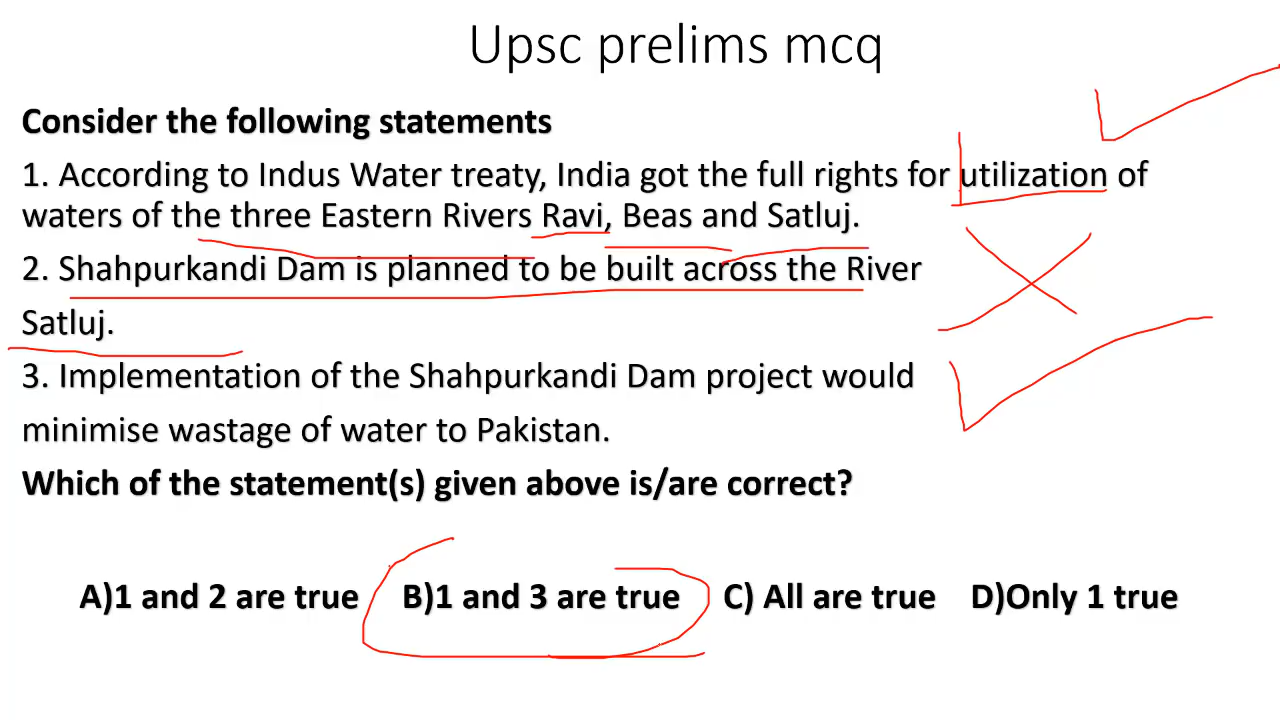 Upsc prelims mcq
Consider the following statements
1. According to Indus Water treaty, India got the full rights for utilization of
waters of the three Eastern Rivers Ravi, Beas and Satluj.
2. Shahpurkandi Dam is planned to be built across the River
Satluj.
3. Implementation of the Shahpurkandi Dam project would
minimise wastage of water to Pakistan.
Which of the statement(s) given above is/are correct?
A)1 and 2 are true B)1 and 3 are true C) All are true D)Only 1 true